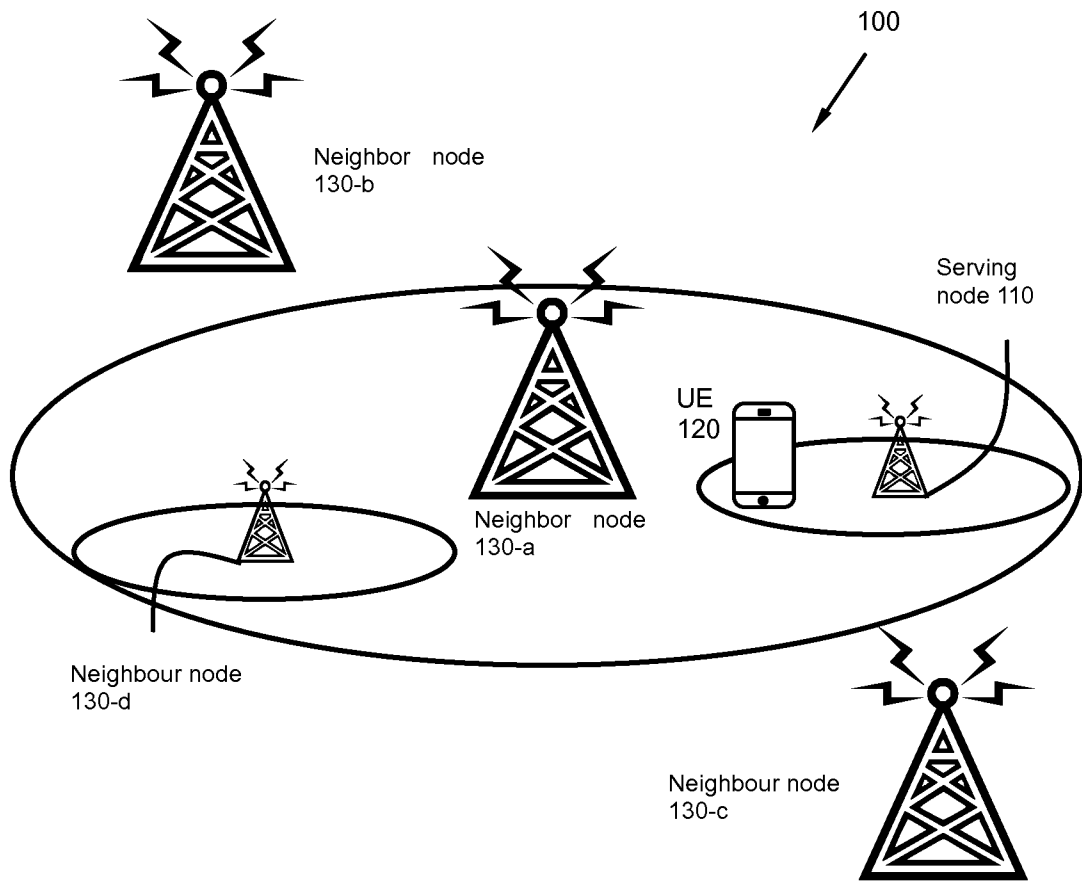 100
Neighbor node
130-b
Serving
node 110
UE
120
Neighbor node
130-a
Neighbour node
130-d
Neighbour node
130-c